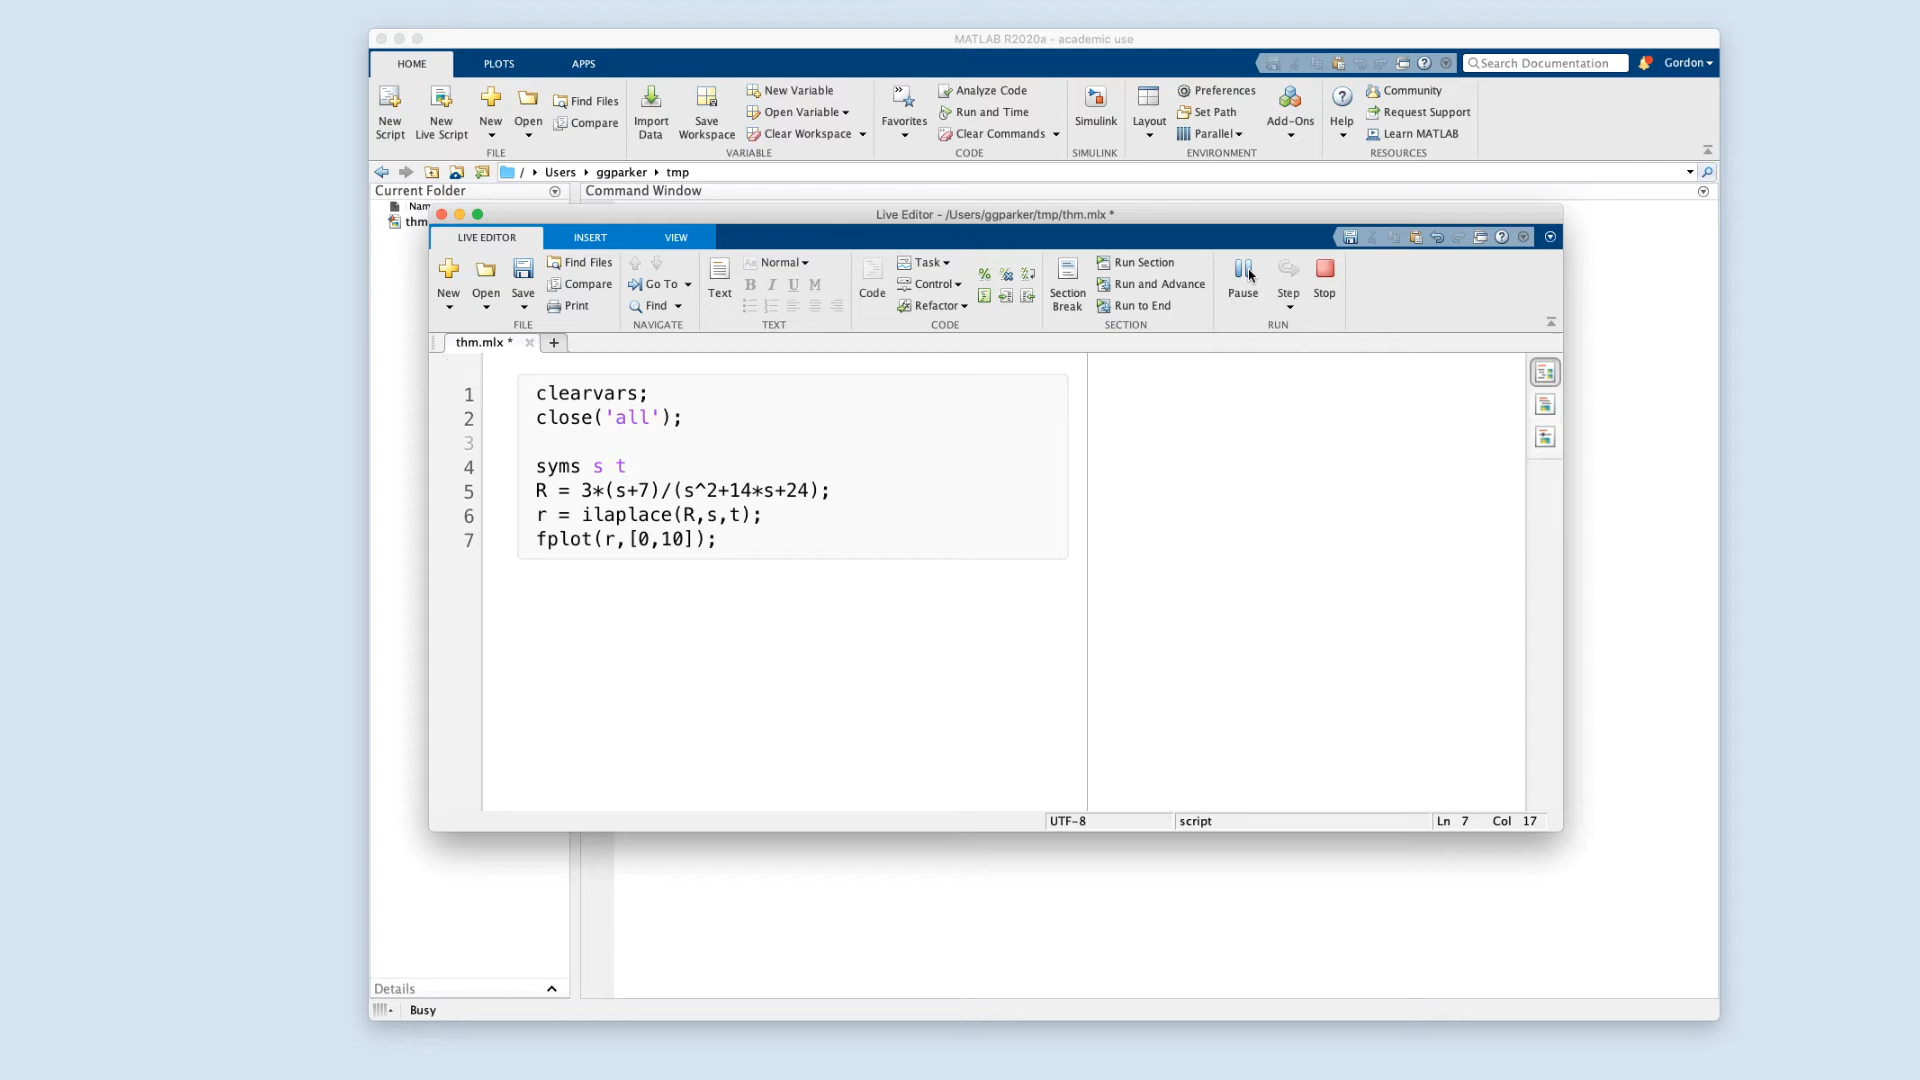 MATLAB R2020a - academic use
HOME PLOTS APPS Search Documentation Gordon
New Script New Live Script New Open Find Files Compare Import Data Save Workspace New Variable Open Variable Clear Workspace Favorites Analyze Code Run and Time Clear Commands Simulink Layout Preferences Set Path Parallel Add-Ons Help Community Request Support Learn MATLAB
FILE VARIABLE CODE SIMULINK ENVIRONMENT RESOURCES
/ Users ggparker tmp
Current Folder Command Window
Nam
thm
Live Editor - /Users/ggparker/tmp/thm.mlx *
LIVE EDITOR INSERT VIEW
New Open Save Find Files Compare Print Go To Find Text Normal B I U M Code Task Control Refactor Section Break Run Section Run and Advance Run to End Pause Step Stop
FILE NAVIGATE TEXT CODE SECTION RUN
thm.mlx *
1 clearvars;
2 close('all');
3
4 syms s t
5 R = 3*(s+7)/(s^2+14*s+24);
6 r = ilaplace(R,s,t);
7 fplot(r,[0,10]);
UTF-8 script Ln 7 Col 17
Details
Busy